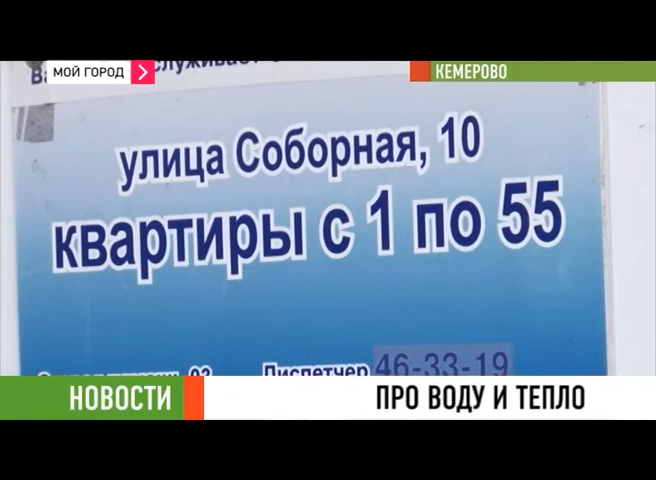 МОЙ ГОРОД
КЕМЕРОВО
улица Соборная, 10
квартиры с 1 по 55
Диспетчер 46-33-19
НОВОСТИ
ПРО ВОДУ И ТЕПЛО